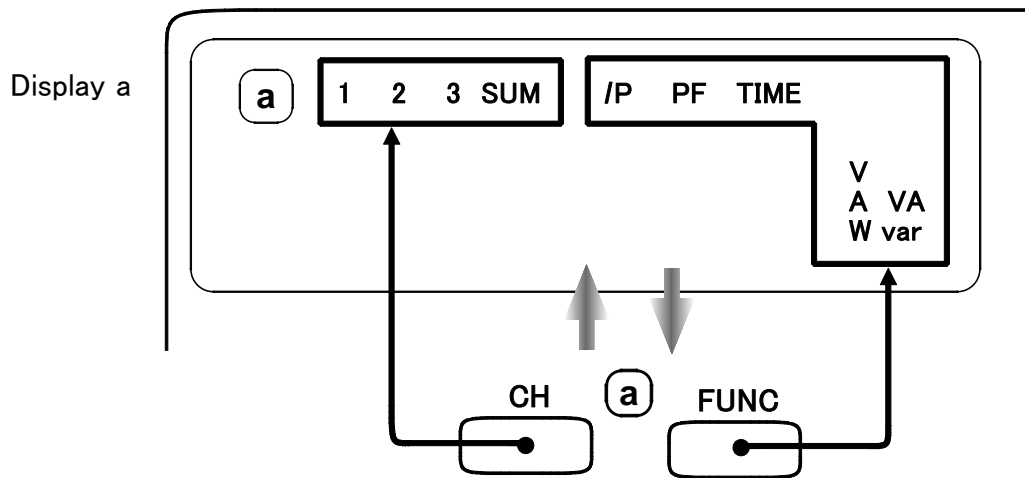 Display a
a 1 2 3 SUM /P PF TIME
V
A VA
W var
CH a FUNC